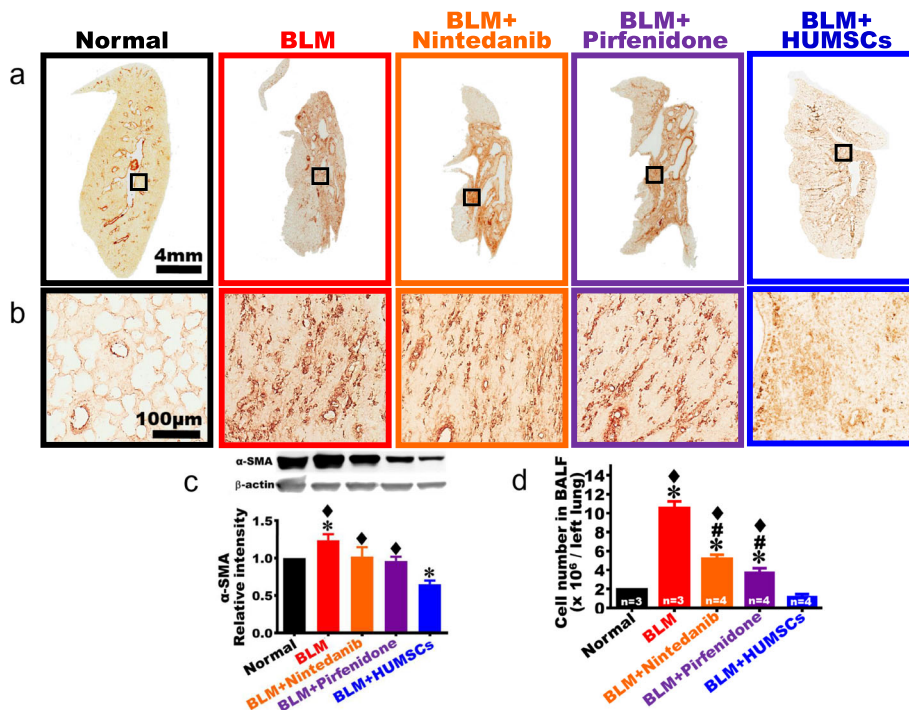 Normal
BLM
BLM+
Nintedanib
BLM+
Pirfenidone
BLM+
HUMSCs
a
4mm
b
100µm
c
α-SMA
β-actin
α-SMA
Relative intensity
1.5
1.0
0.5
0.0
♦
*
♦
♦
*
Normal
BLM
BLM+Nintedanib
BLM+Pirfenidone
BLM+HUMSCs
d
Cell number in BALF
(x 10⁶ / left lung)
14
12
10
8
6
4
2
0
♦
*
♦
#
*
♦
#
*
n=3
n=3
n=4
n=4
n=4
Normal
BLM
BLM+Nintedanib
BLM+Pirfenidone
BLM+HUMSCs